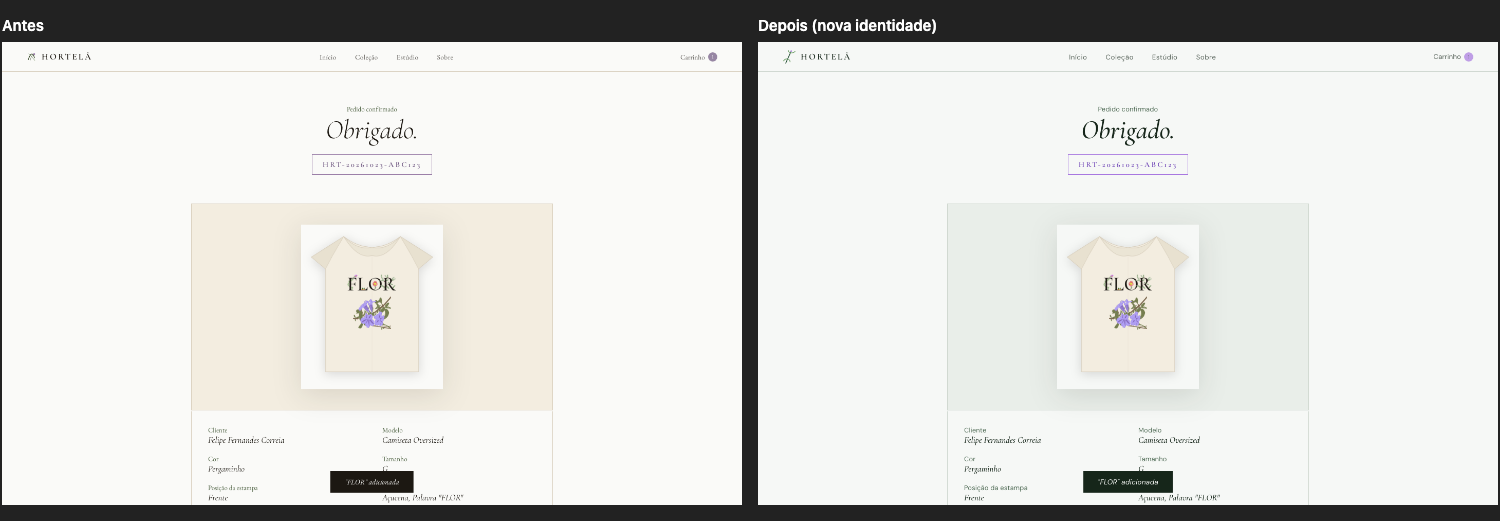 Antes
HORTELÃ
Início Coleção Estúdio Sobre
Carrinho
Pedido confirmado
Obrigado.
HRT-20261023-ABC123
FLOR
Cliente
Felipe Fernandes Correia
Modelo
Camiseta Oversized
Cor
Pergaminho
Tamanho
G
Posição da estampa
Frente
Açucena, Palavra "FLOR"
"FLOR" adicionada
Depois (nova identidade)
HORTELÃ
Início Coleção Estúdio Sobre
Carrinho
Pedido confirmado
Obrigado.
HRT-20261023-ABC123
FLOR
Cliente
Felipe Fernandes Correia
Modelo
Camiseta Oversized
Cor
Pergaminho
Tamanho
G
Posição da estampa
Frente
Açucena, Palavra "FLOR"
"FLOR" adicionada